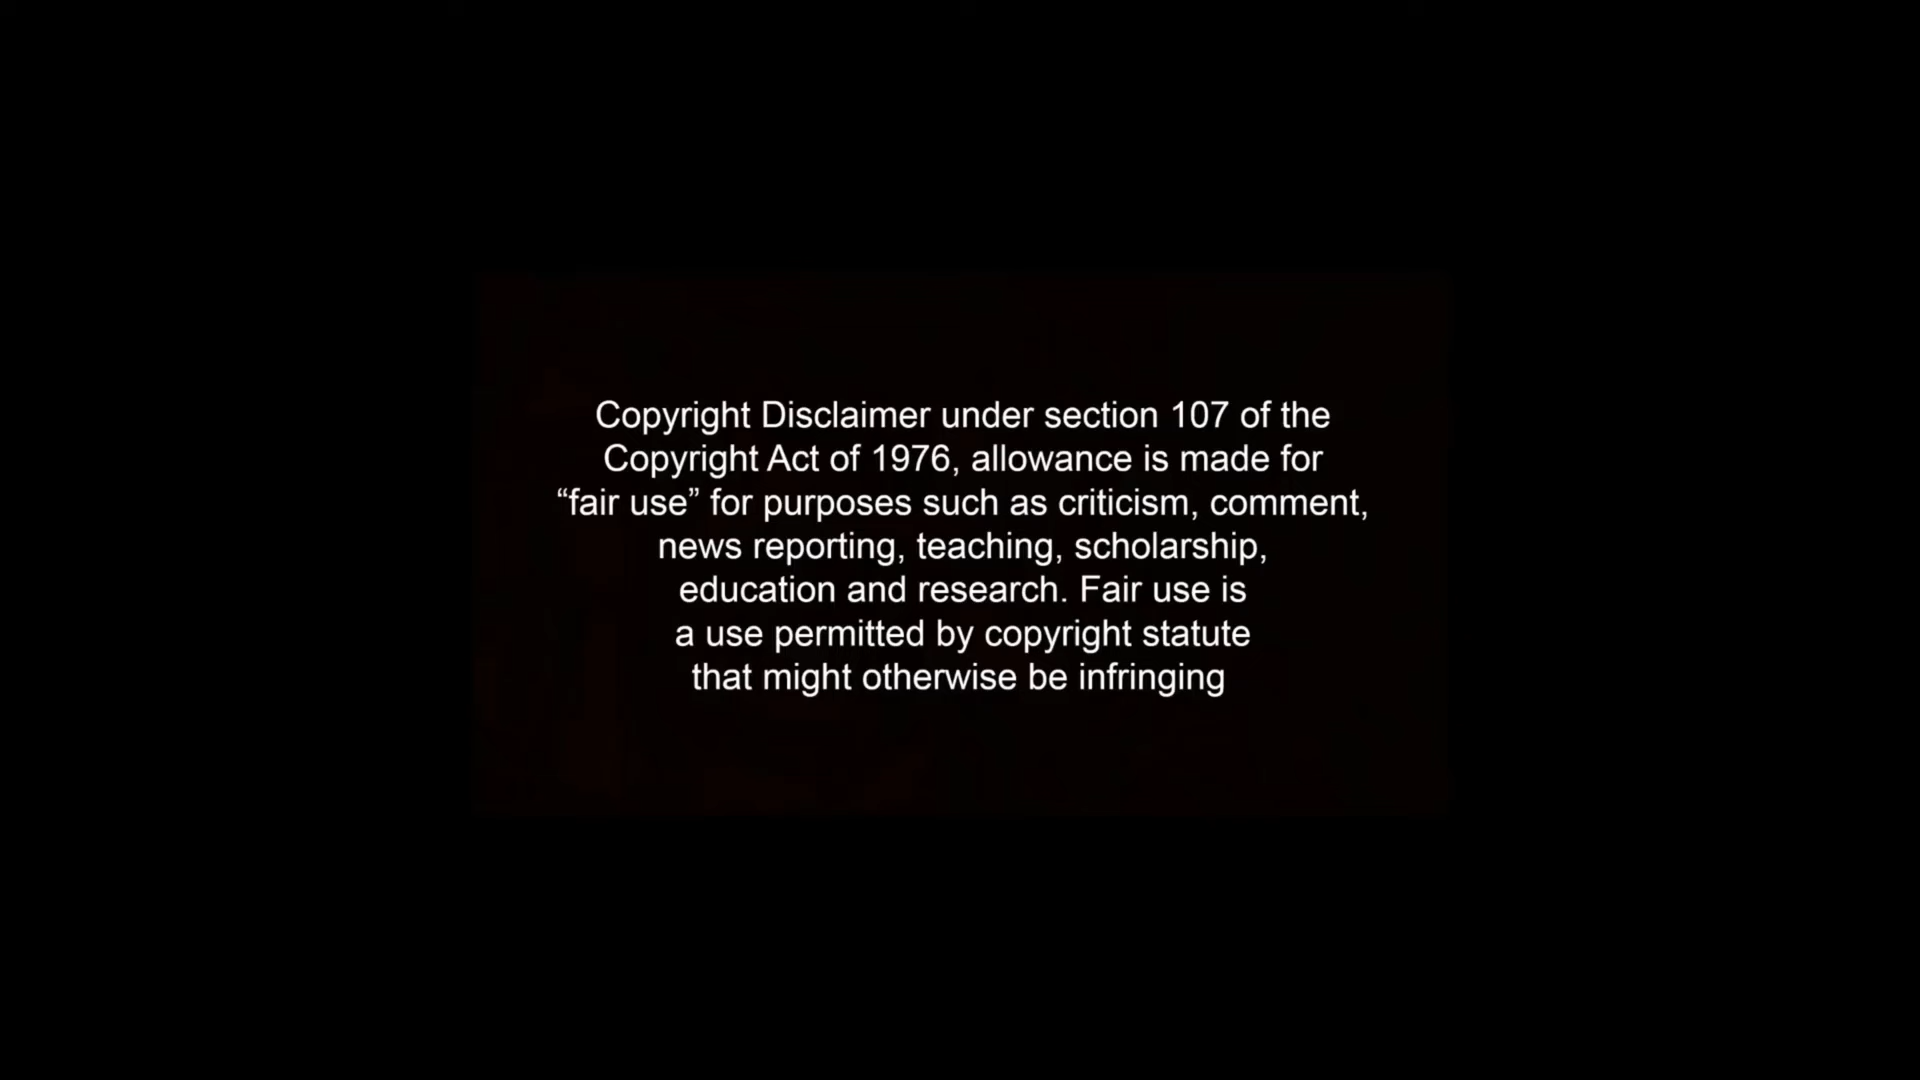 Copyright Disclaimer under section 107 of the
Copyright Act of 1976, allowance is made for
“fair use” for purposes such as criticism, comment,
news reporting, teaching, scholarship,
education and research. Fair use is
a use permitted by copyright statute
that might otherwise be infringing